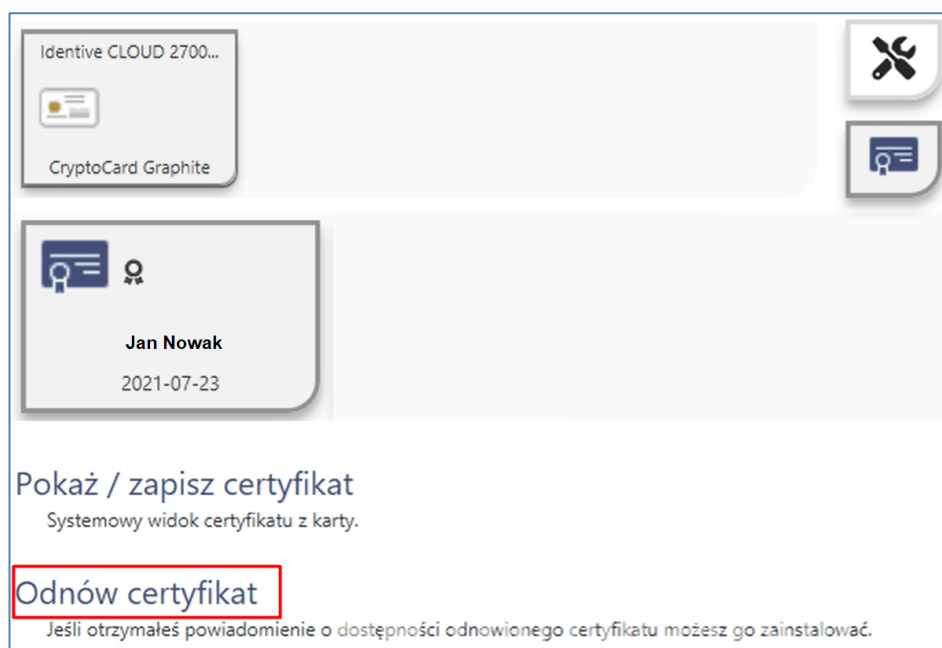 Identive CLOUD 2700...
CryptoCard Graphite
Jan Nowak
2021-07-23
Pokaż / zapisz certyfikat
Systemowy widok certyfikatu z karty.
Odnów certyfikat
Jeśli otrzymałeś powiadomienie o dostępności odnowionego certyfikatu możesz go zainstalować.